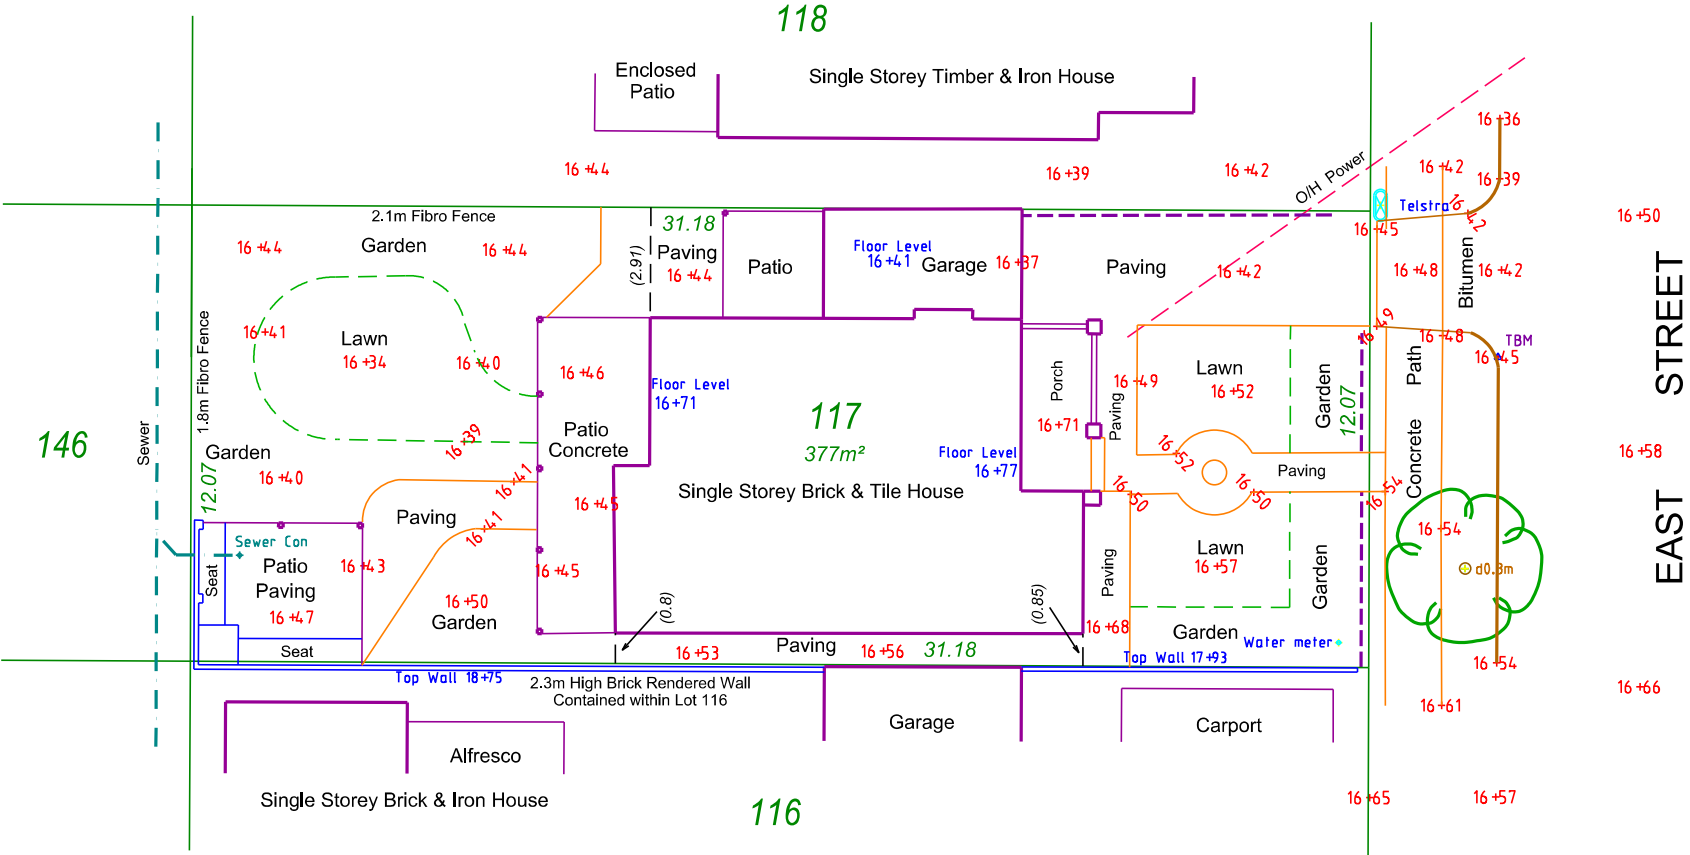 118
Enclosed
Patio
Single Storey Timber & Iron House
16+36
16+44
16+39
16+42
O/H Power
16+42
16+39
Telstra
16+42
16+50
2.1m Fibro Fence
31.18
16+45
Garden
16+44
16+44
(2.91)
Paving
16+44
Patio
Floor Level
16+41
Garage
16+37
Paving
16+42
16+48
Bitumen
16+42
STREET
1.8m Fibro Fence
16+41
Lawn
16+34
16+40
16+46
Floor Level
16+71
117
377m²
Single Storey Brick & Tile House
Floor Level
16+77
Porch
16+71
16+49
Paving
Lawn
16+52
Garden
12.07
16+49
16+48
TBM
16+45
Path
Concrete
146
Sewer
Garden
16+40
12.07
16+39
16+41
Patio
Concrete
16+45
16+52
Paving
16+50
16+50
16+54
16+58
EAST
Paving
16+41
Sewer Con
Seat
Patio
Paving
16+47
16+43
16+50
Garden
16+45
(0.8)
(0.85)
Paving
16+68
Lawn
16+57
Garden
16+54
d0.3m
Seat
16+53
Paving
16+56
31.18
Garden
Water meter
Top Wall 17+93
16+54
16+66
16+61
Top Wall 18+75
2.3m High Brick Rendered Wall
Contained within Lot 116
Garage
Carport
Alfresco
Single Storey Brick & Iron House
116
16+65
16+57